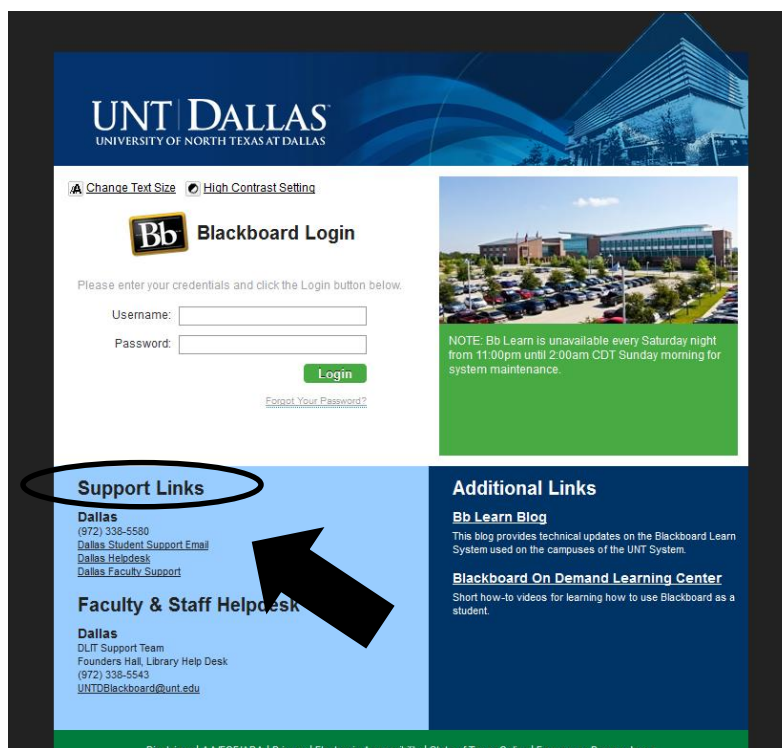 UNT DALLAS
UNIVERSITY OF NORTH TEXAS AT DALLAS
Change Text Size High Contrast Setting
Bb Blackboard Login
Please enter your credentials and click the Login button below.
Username:
Password:
Login
Forgot Your Password?
NOTE: Bb Learn is unavailable every Saturday night
from 11:00pm until 2:00am CDT Sunday morning for
system maintenance.
Support Links
Dallas
(972) 338-5580
Dallas Student Support Email
Dallas Helpdesk
Dallas Faculty Support
Faculty & Staff Helpdesk
Dallas
DLIT Support Team
Founders Hall, Library Help Desk
(972) 338-5543
UNTDBlackboard@unt.edu
Additional Links
Bb Learn Blog
This blog provides technical updates on the Blackboard Learn
System used on the campuses of the UNT System.
Blackboard On Demand Learning Center
Short how-to videos for learning how to use Blackboard as a
student.